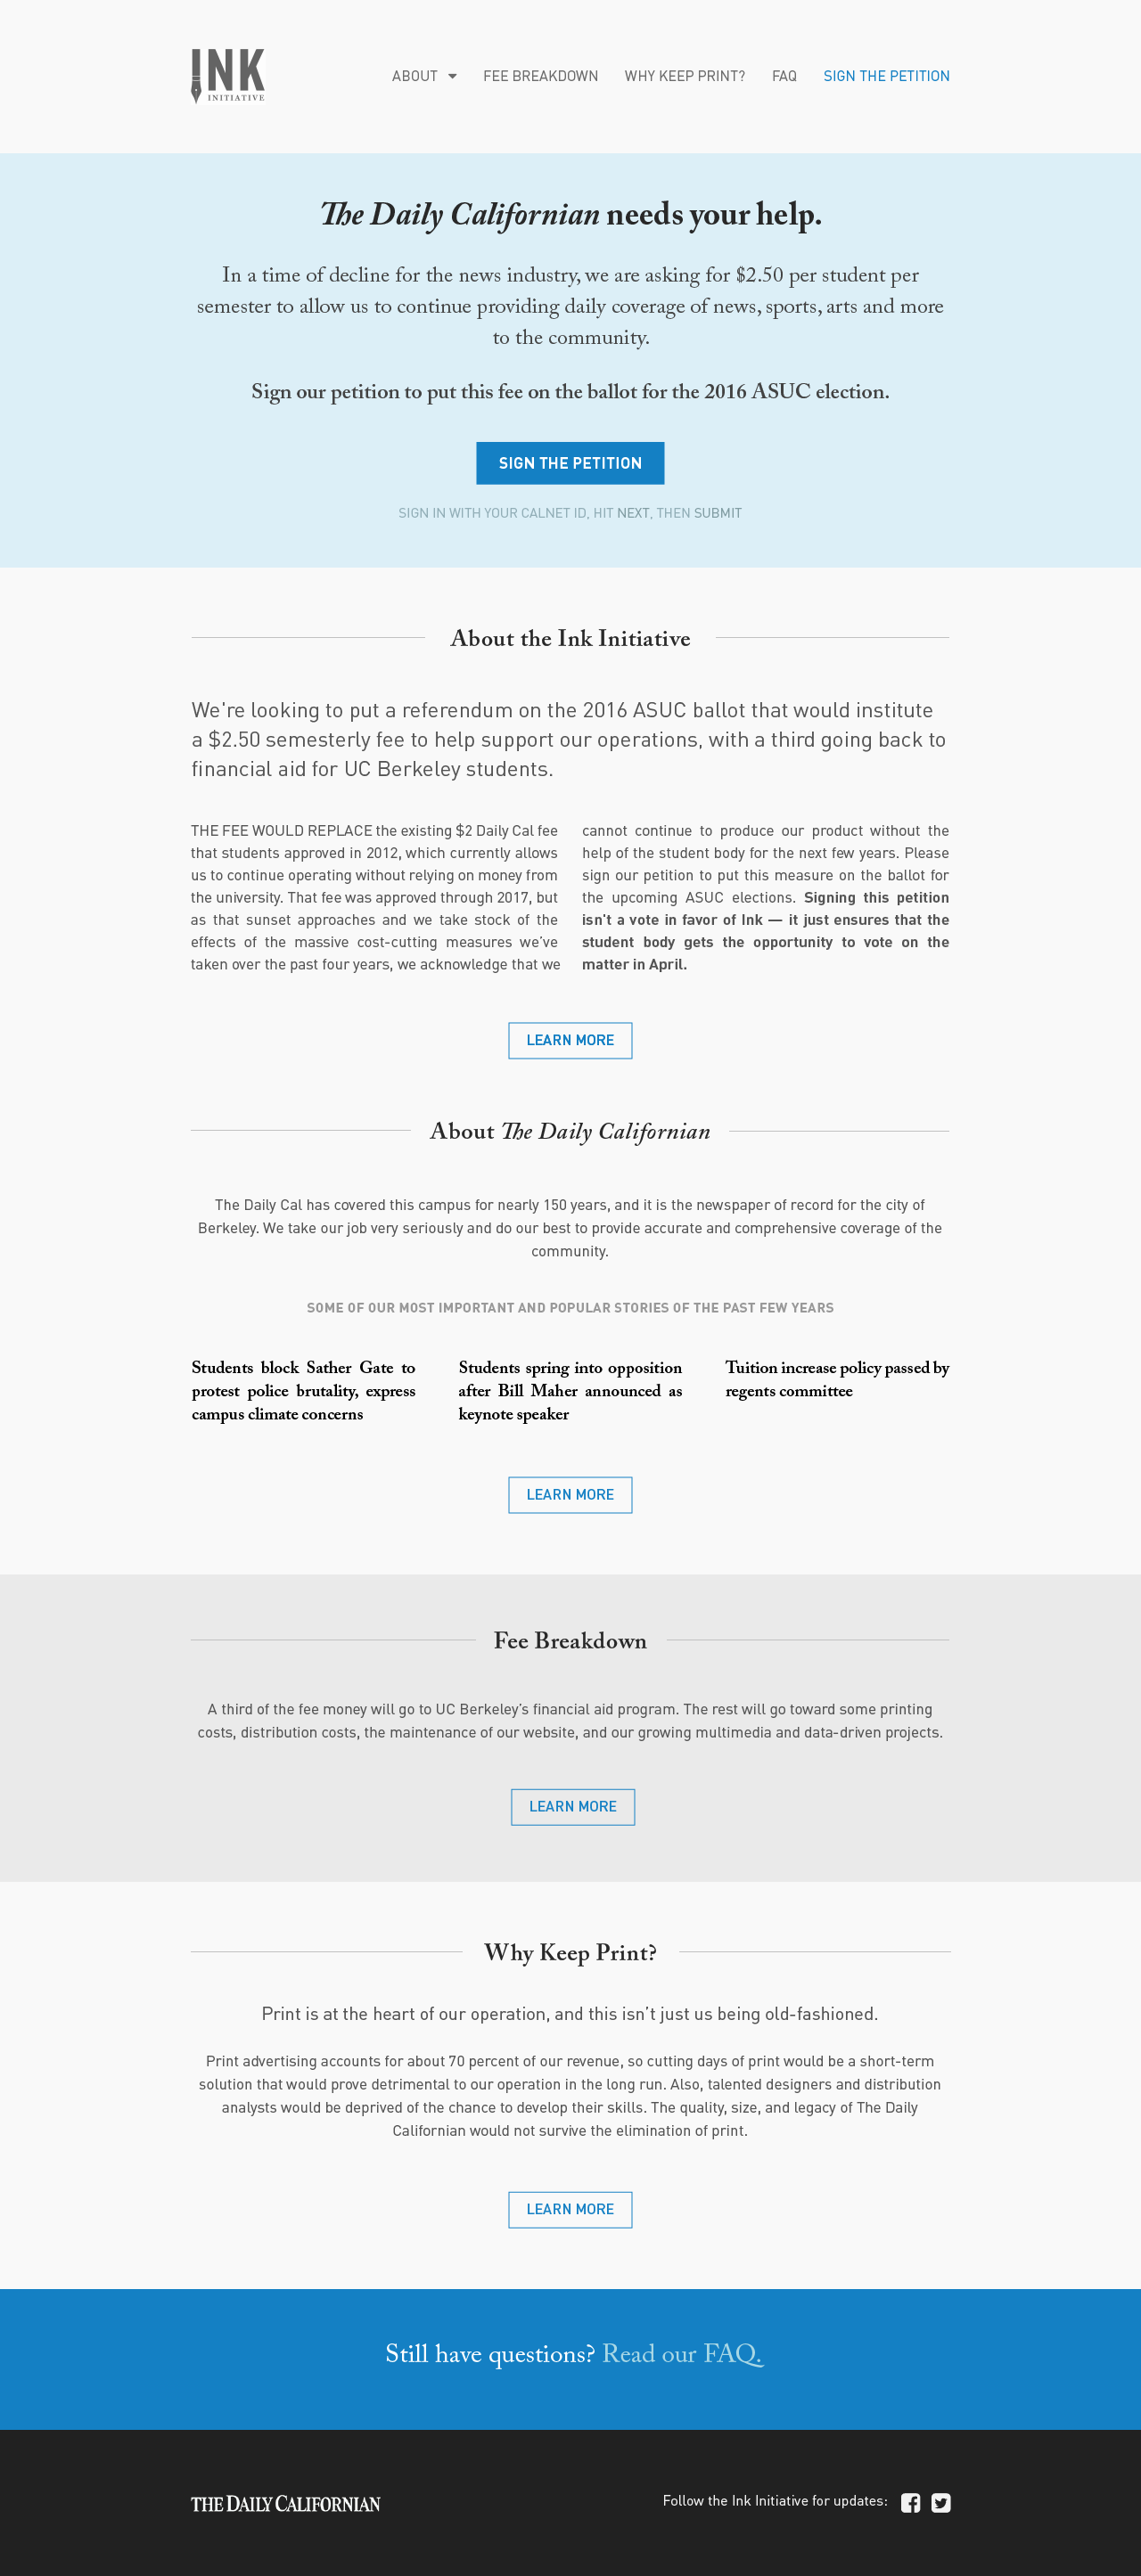 INK
INITIATIVE
ABOUT
FEE BREAKDOWN
WHY KEEP PRINT?
FAQ
SIGN THE PETITION
The Daily Californian needs your help.
In a time of decline for the news industry, we are asking for $2.50 per student per
semester to allow us to continue providing daily coverage of news, sports, arts and more
to the community.
Sign our petition to put this fee on the ballot for the 2016 ASUC election.
SIGN THE PETITION
SIGN IN WITH YOUR CALNET ID, HIT NEXT, THEN SUBMIT
About the Ink Initiative
We're looking to put a referendum on the 2016 ASUC ballot that would institute
a $2.50 semesterly fee to help support our operations, with a third going back to
financial aid for UC Berkeley students.
THE FEE WOULD REPLACE the existing $2 Daily Cal fee
that students approved in 2012, which currently allows
us to continue operating without relying on money from
the university. That fee was approved through 2017, but
as that sunset approaches and we take stock of the
effects of the massive cost-cutting measures we’ve
taken over the past four years, we acknowledge that we
cannot continue to produce our product without the
help of the student body for the next few years. Please
sign our petition to put this measure on the ballot for
the upcoming ASUC elections. Signing this petition
isn't a vote in favor of Ink — it just ensures that the
student body gets the opportunity to vote on the
matter in April.
LEARN MORE
About The Daily Californian
The Daily Cal has covered this campus for nearly 150 years, and it is the newspaper of record for the city of
Berkeley. We take our job very seriously and do our best to provide accurate and comprehensive coverage of the
community.
SOME OF OUR MOST IMPORTANT AND POPULAR STORIES OF THE PAST FEW YEARS
Students block Sather Gate to
protest police brutality, express
campus climate concerns
Students spring into opposition
after Bill Maher announced as
keynote speaker
Tuition increase policy passed by
regents committee
LEARN MORE
Fee Breakdown
A third of the fee money will go to UC Berkeley’s financial aid program. The rest will go toward some printing
costs, distribution costs, the maintenance of our website, and our growing multimedia and data-driven projects.
LEARN MORE
Why Keep Print?
Print is at the heart of our operation, and this isn’t just us being old-fashioned.
Print advertising accounts for about 70 percent of our revenue, so cutting days of print would be a short-term
solution that would prove detrimental to our operation in the long run. Also, talented designers and distribution
analysts would be deprived of the chance to develop their skills. The quality, size, and legacy of The Daily
Californian would not survive the elimination of print.
LEARN MORE
Still have questions? Read our FAQ.
THE DAILY CALIFORNIAN
Follow the Ink Initiative for updates: